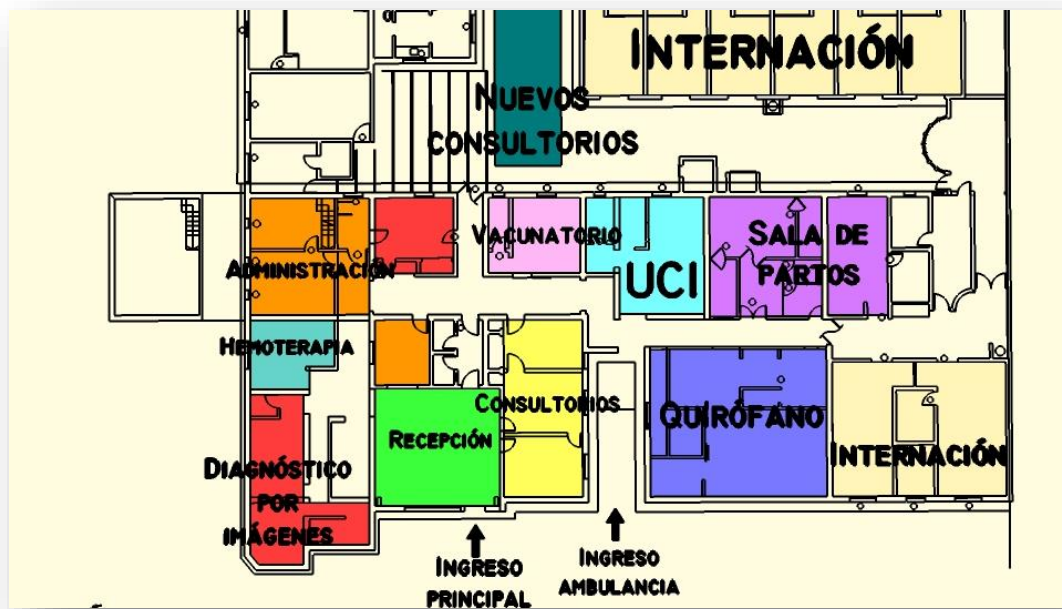 Internación
Nuevos
consultorios
Vacunatorio
Sala de
partos
UCI
Administración
Hemoterapia
Consultorios
Quirófano
Recepción
Internación
Diagnóstico
por
imágenes
Ingreso
principal
Ingreso
ambulancia